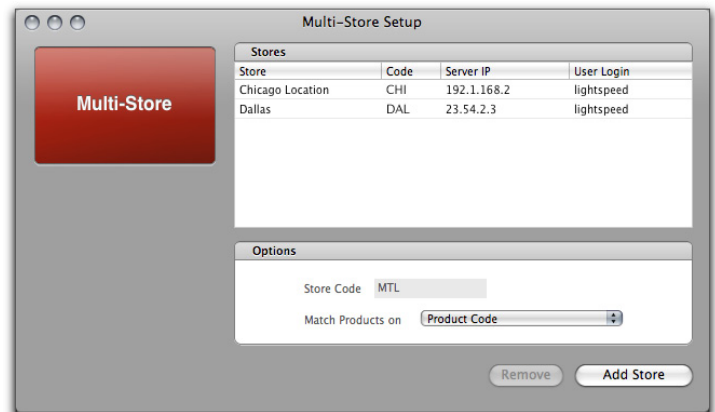 Multi-Store Setup
Multi-Store
Stores
Store Code Server IP User Login
Chicago Location CHI 192.1.168.2 lightspeed
Dallas DAL 23.54.2.3 lightspeed
Options
Store Code MTL
Match Products on Product Code
Remove Add Store